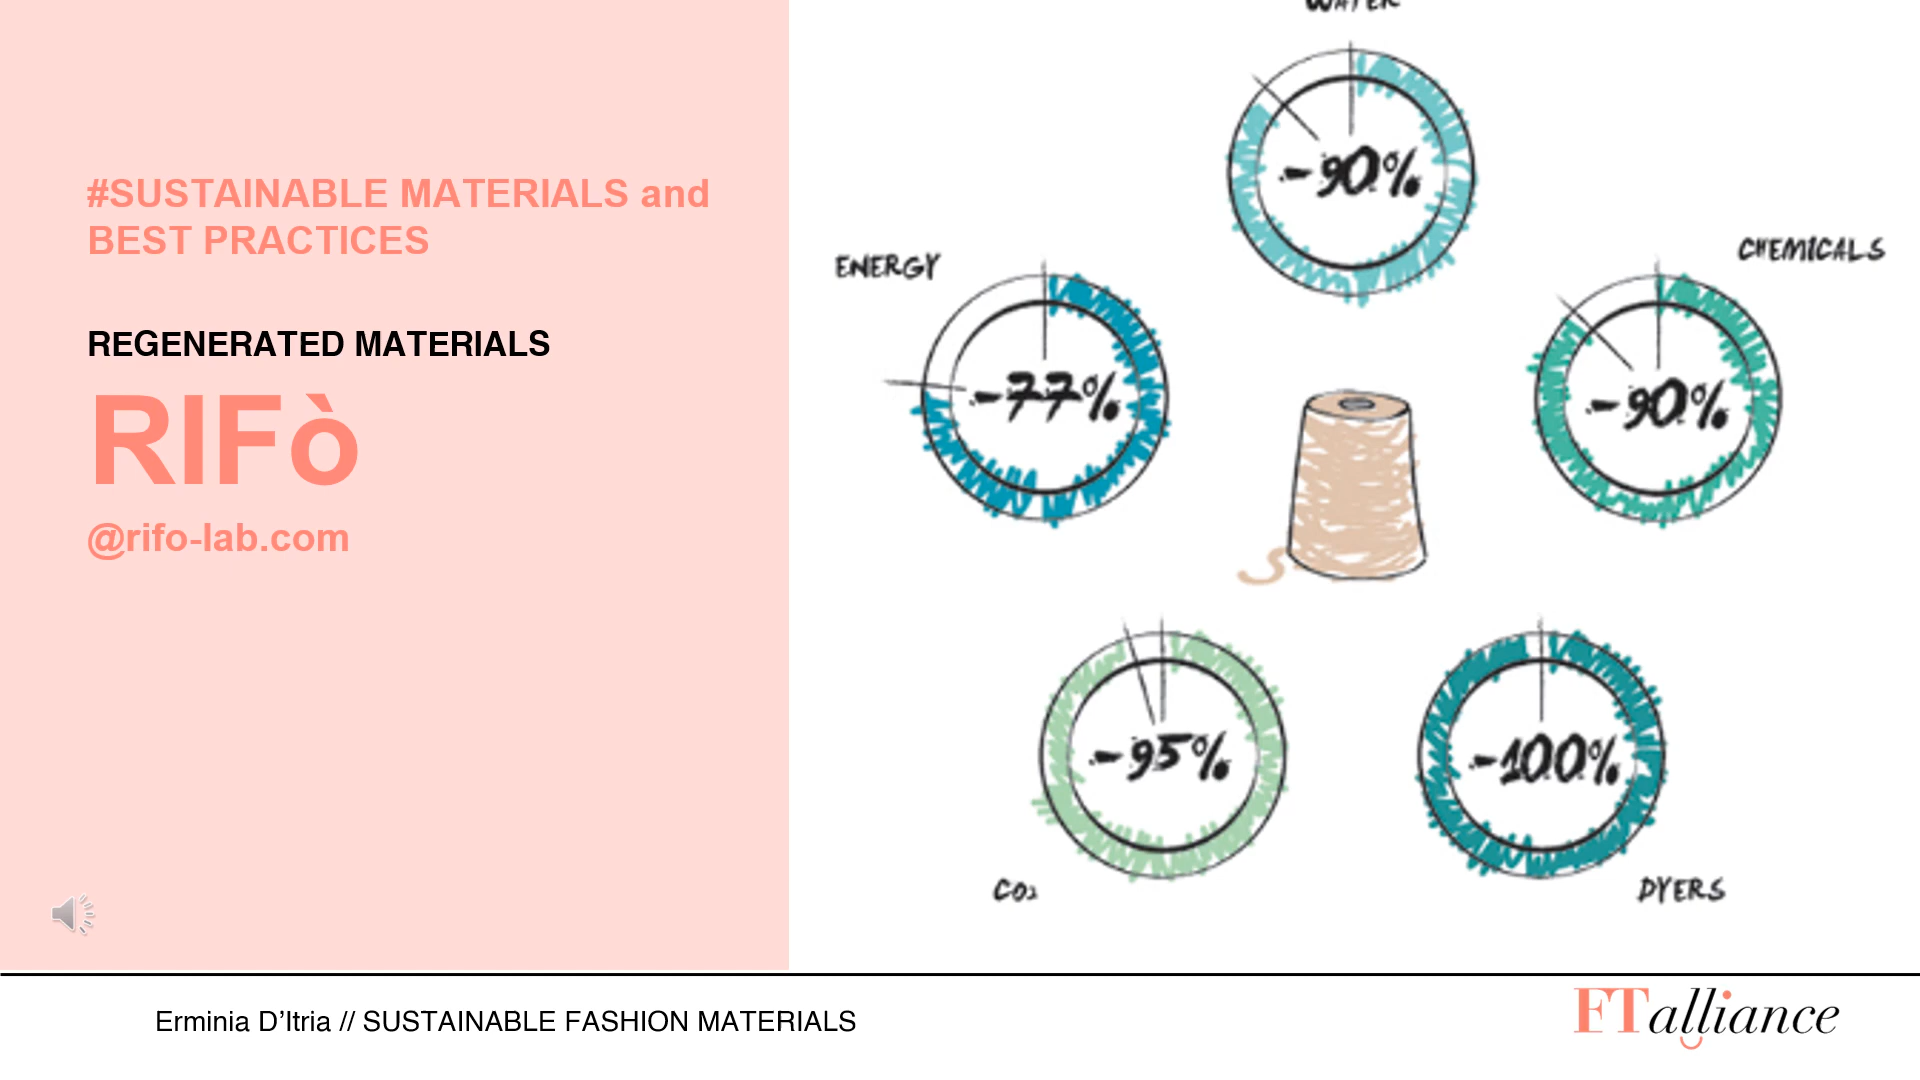 #SUSTAINABLE MATERIALS and
BEST PRACTICES
REGENERATED MATERIALS
RIFò
@rifo-lab.com
WATER
-90%
ENERGY
-77%
CHEMICALS
-90%
-95%
CO2
-100%
DYERS
Erminia D’Itria // SUSTAINABLE FASHION MATERIALS
FTalliance